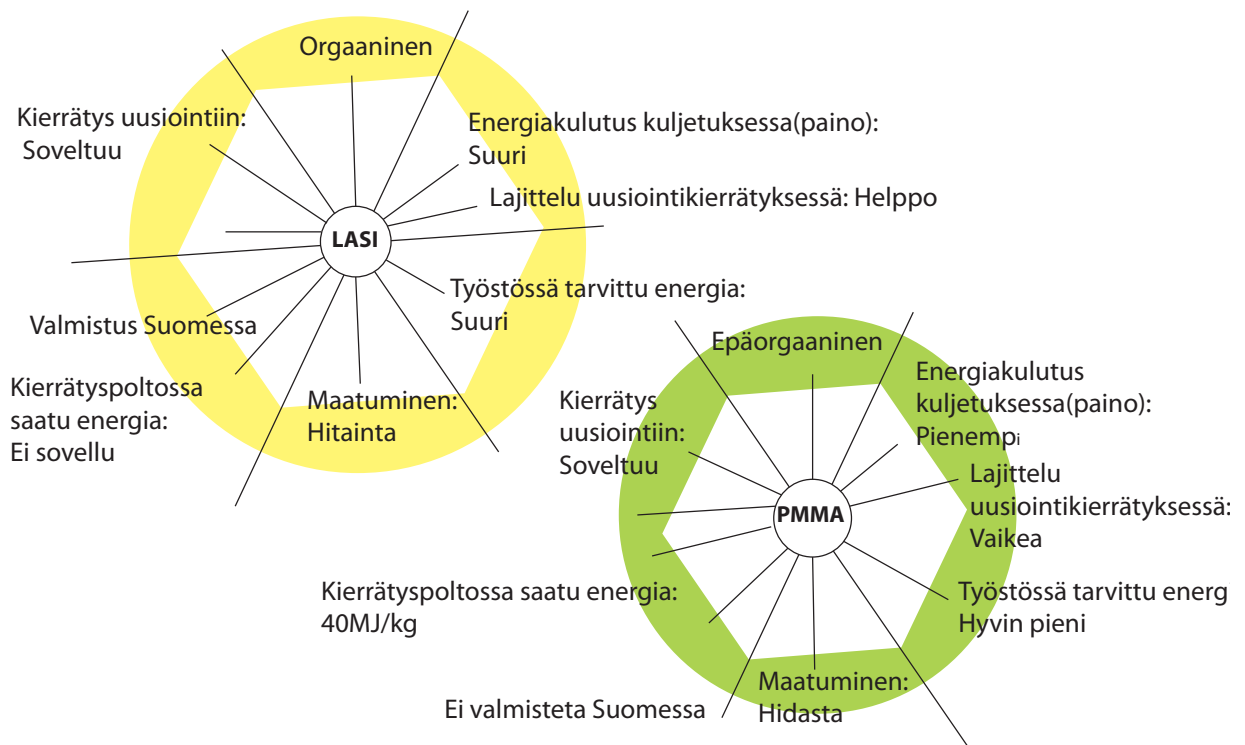 Orgaaninen
Kierrätys uusiointiin:
Soveltuu
Energiakulutus kuljetuksessa(paino):
Suuri
Lajittelu uusiointikierrätyksessä: Helppo
LASI
Työstössä tarvittu energia:
Suuri
Valmistus Suomessa
Kierrätyspoltossa
saatu energia:
Ei sovellu
Maatuminen:
Hitainta
Epäorgaaninen
Energiakulutus
kuljetuksessa(paino):
Pienempi
Kierrätys
uusiointiin:
Soveltuu
Lajittelu
uusiointikierrätyksessä:
Vaikea
PMMA
Kierrätyspoltossa saatu energia:
40MJ/kg
Työstössä tarvittu energ
Hyvin pieni
Maatuminen:
Hidasta
Ei valmisteta Suomessa